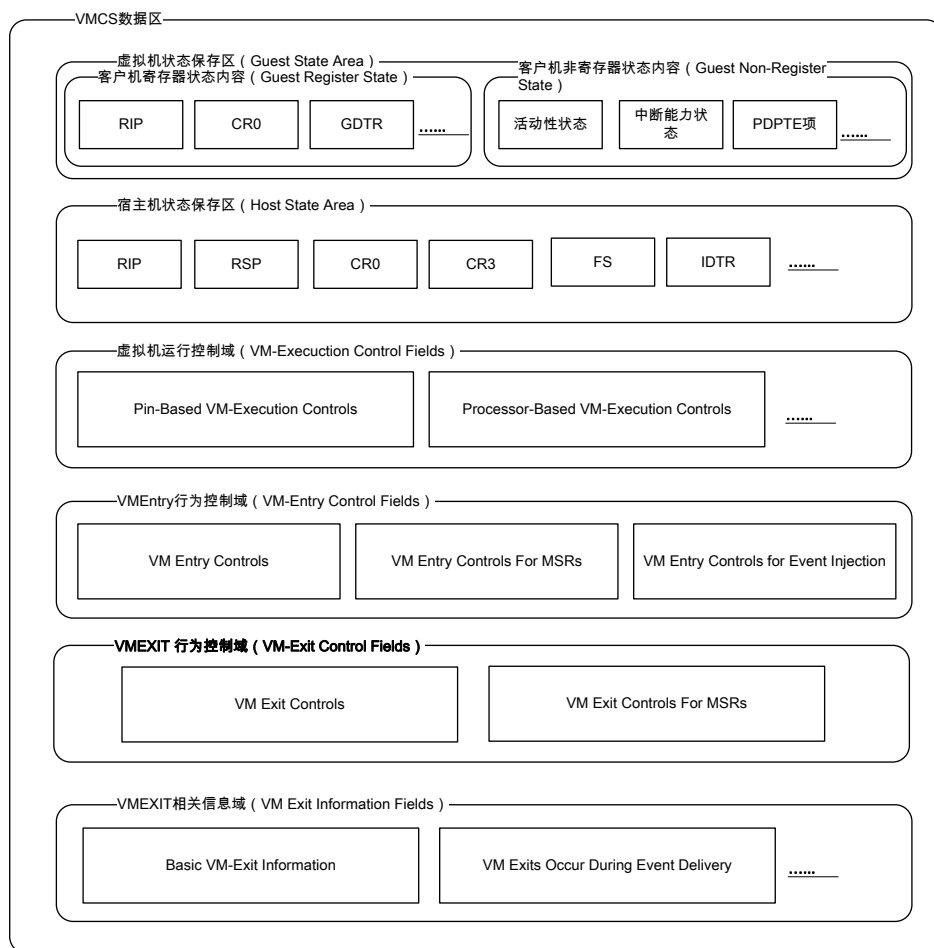 VMCS数据区
虚拟机状态保存区（Guest State Area）
客户机寄存器状态内容（Guest Register State）
RIP
CR0
GDTR
......
客户机非寄存器状态内容（Guest Non-Register
State）
活动性状态
中断能力状
态
PDPTE项
......
宿主机状态保存区（Host State Area）
RIP
RSP
CR0
CR3
FS
IDTR
......
虚拟机运行控制域（VM-Execuction Control Fields）
Pin-Based VM-Execution Controls
Processor-Based VM-Execution Controls
......
VMEntry行为控制域（VM-Entry Control Fields）
VM Entry Controls
VM Entry Controls For MSRs
VM Entry Controls for Event Injection
VMEXIT 行为控制域（VM-Exit Control Fields）
VM Exit Controls
VM Exit Controls For MSRs
VMEXIT相关信息域（VM Exit Information Fields）
Basic VM-Exit Information
VM Exits Occur During Event Delivery
......